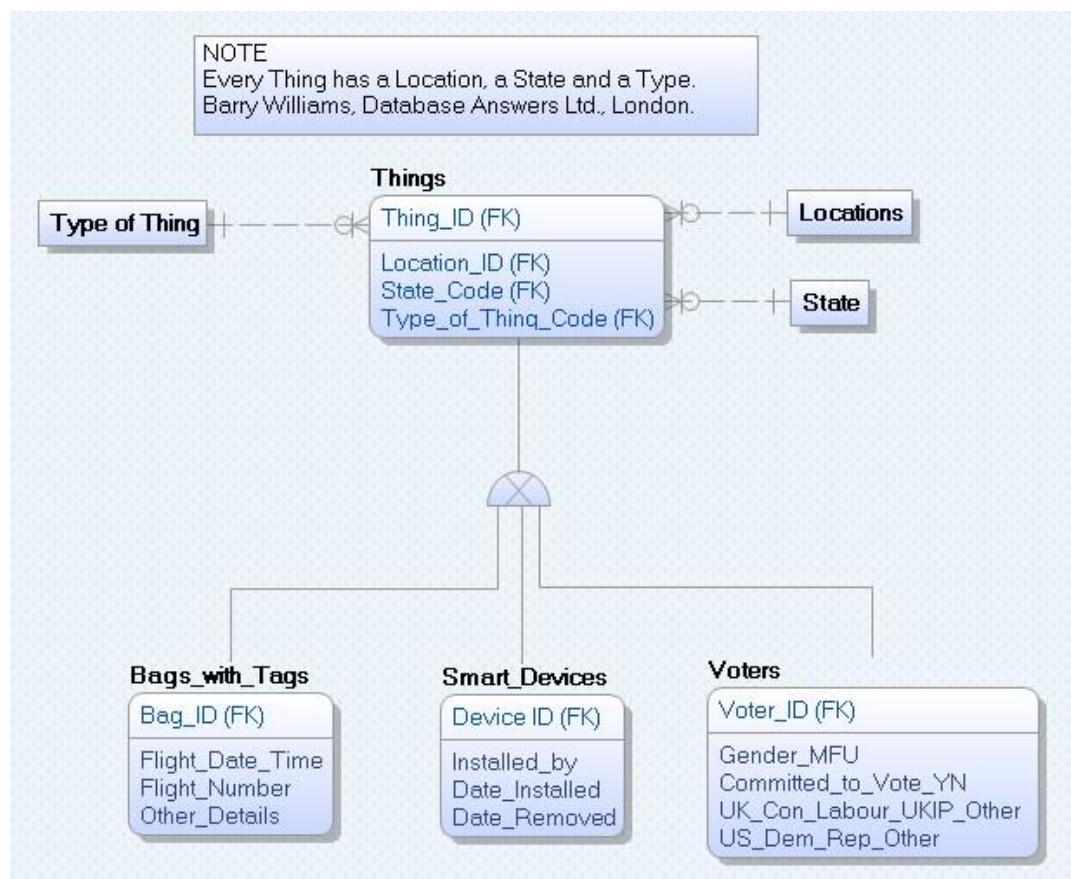 NOTE
Every Thing has a Location, a State and a Type.
Barry Williams, Database Answers Ltd., London.
Things
Type of Thing
Thing_ID (FK)
Location_ID (FK)
State_Code (FK)
Type_of_Thing_Code (FK)
Locations
State
Bags_with_Tags
Bag_ID (FK)
Flight_Date_Time
Flight_Number
Other_Details
Smart_Devices
Device ID (FK)
Installed_by
Date_Installed
Date_Removed
Voters
Voter_ID (FK)
Gender_MFU
Committed_to_Vote_YN
UK_Con_Labour_UKIP_Other
US_Dem_Rep_Other